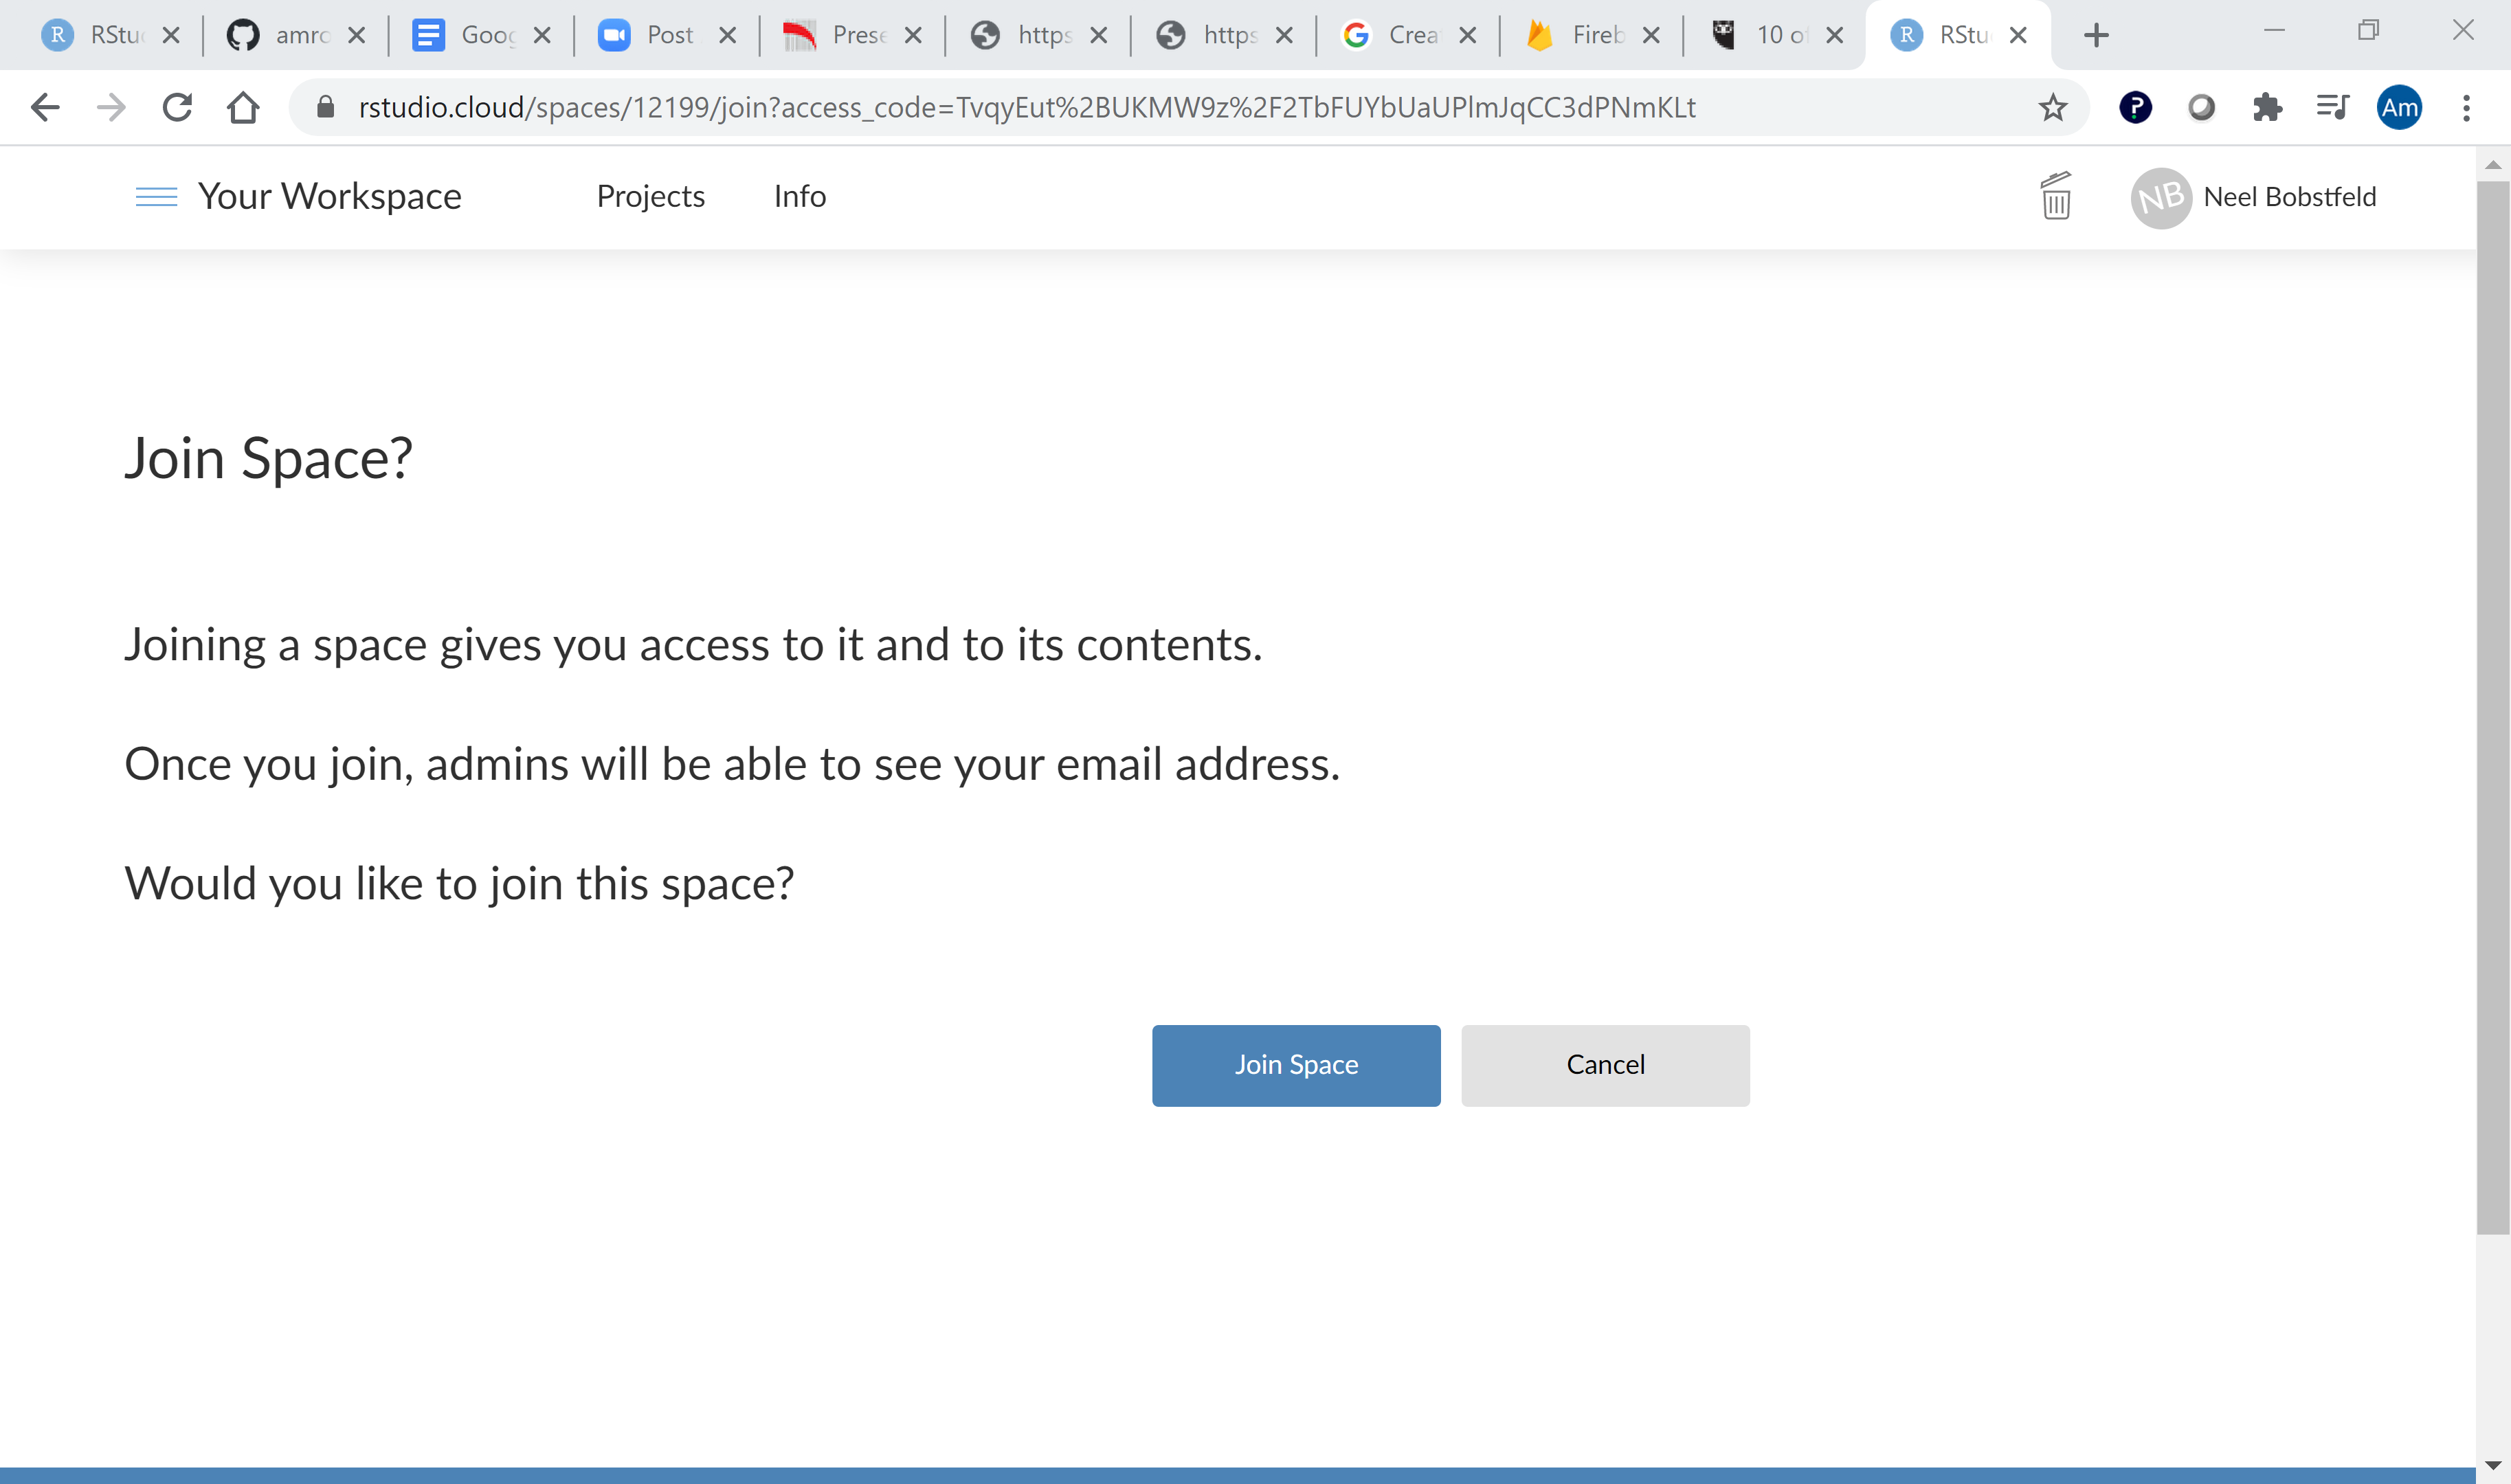 R RStu
amro
Goog
Post
Prese
https
https
G Crea
Fireb
10 of
R RStu
rstudio.cloud/spaces/12199/join?access_code=TvqyEut%2BUKMW9z%2F2TbFUYbUaUPlmJqCC3dPNmKLt
? Am
Your Workspace Projects Info NB Neel Bobstfeld
Join Space?
Joining a space gives you access to it and to its contents.
Once you join, admins will be able to see your email address.
Would you like to join this space?
Join Space Cancel